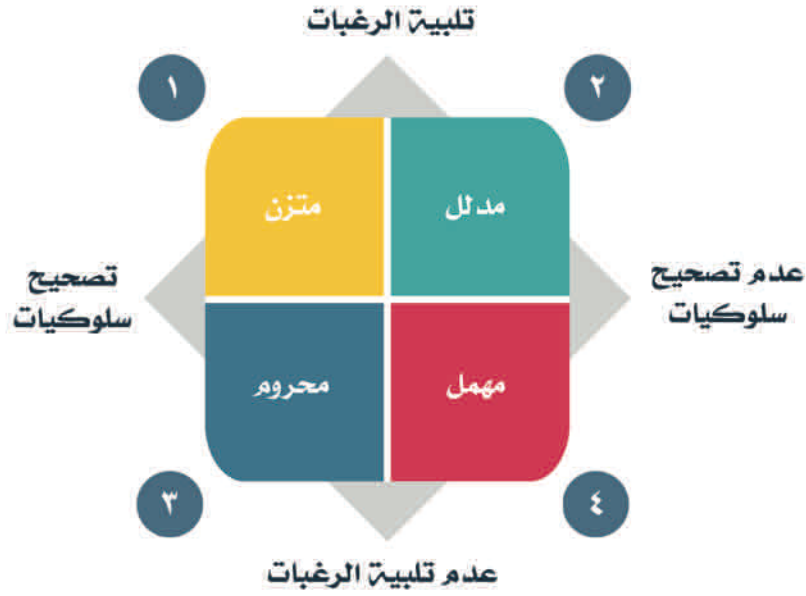 تلبية الرغبات
٢
١
مدلل
متزن
عدم تصحيح
سلوكيات
تصحيح
سلوكيات
مهمل
محروم
٤
٣
عدم تلبية الرغبات